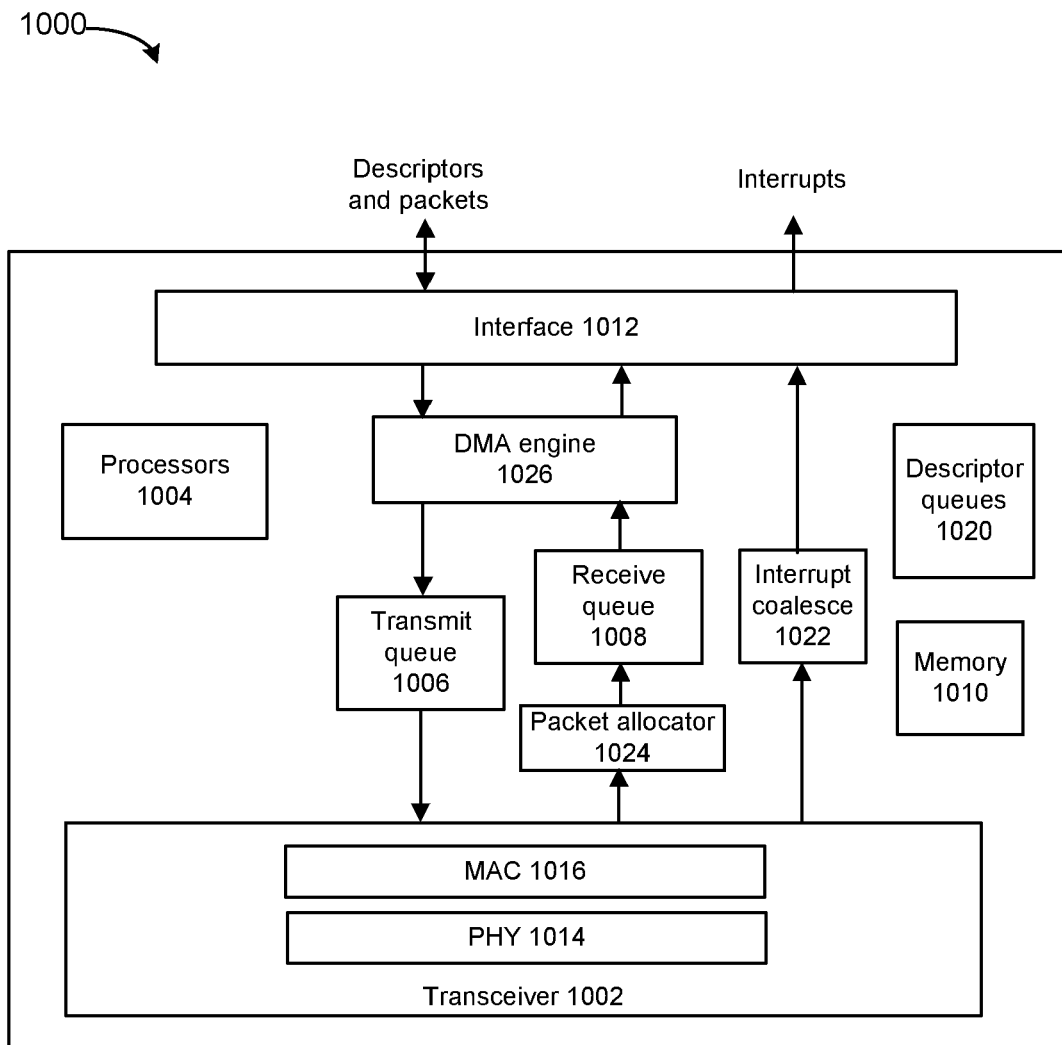 1000
Descriptors
and packets
Interrupts
Interface 1012
DMA engine
1026
Processors
1004
Descriptor
queues
1020
Receive
queue
1008
Interrupt
coalesce
1022
Transmit
queue
1006
Memory
1010
Packet allocator
1024
MAC 1016
PHY 1014
Transceiver 1002